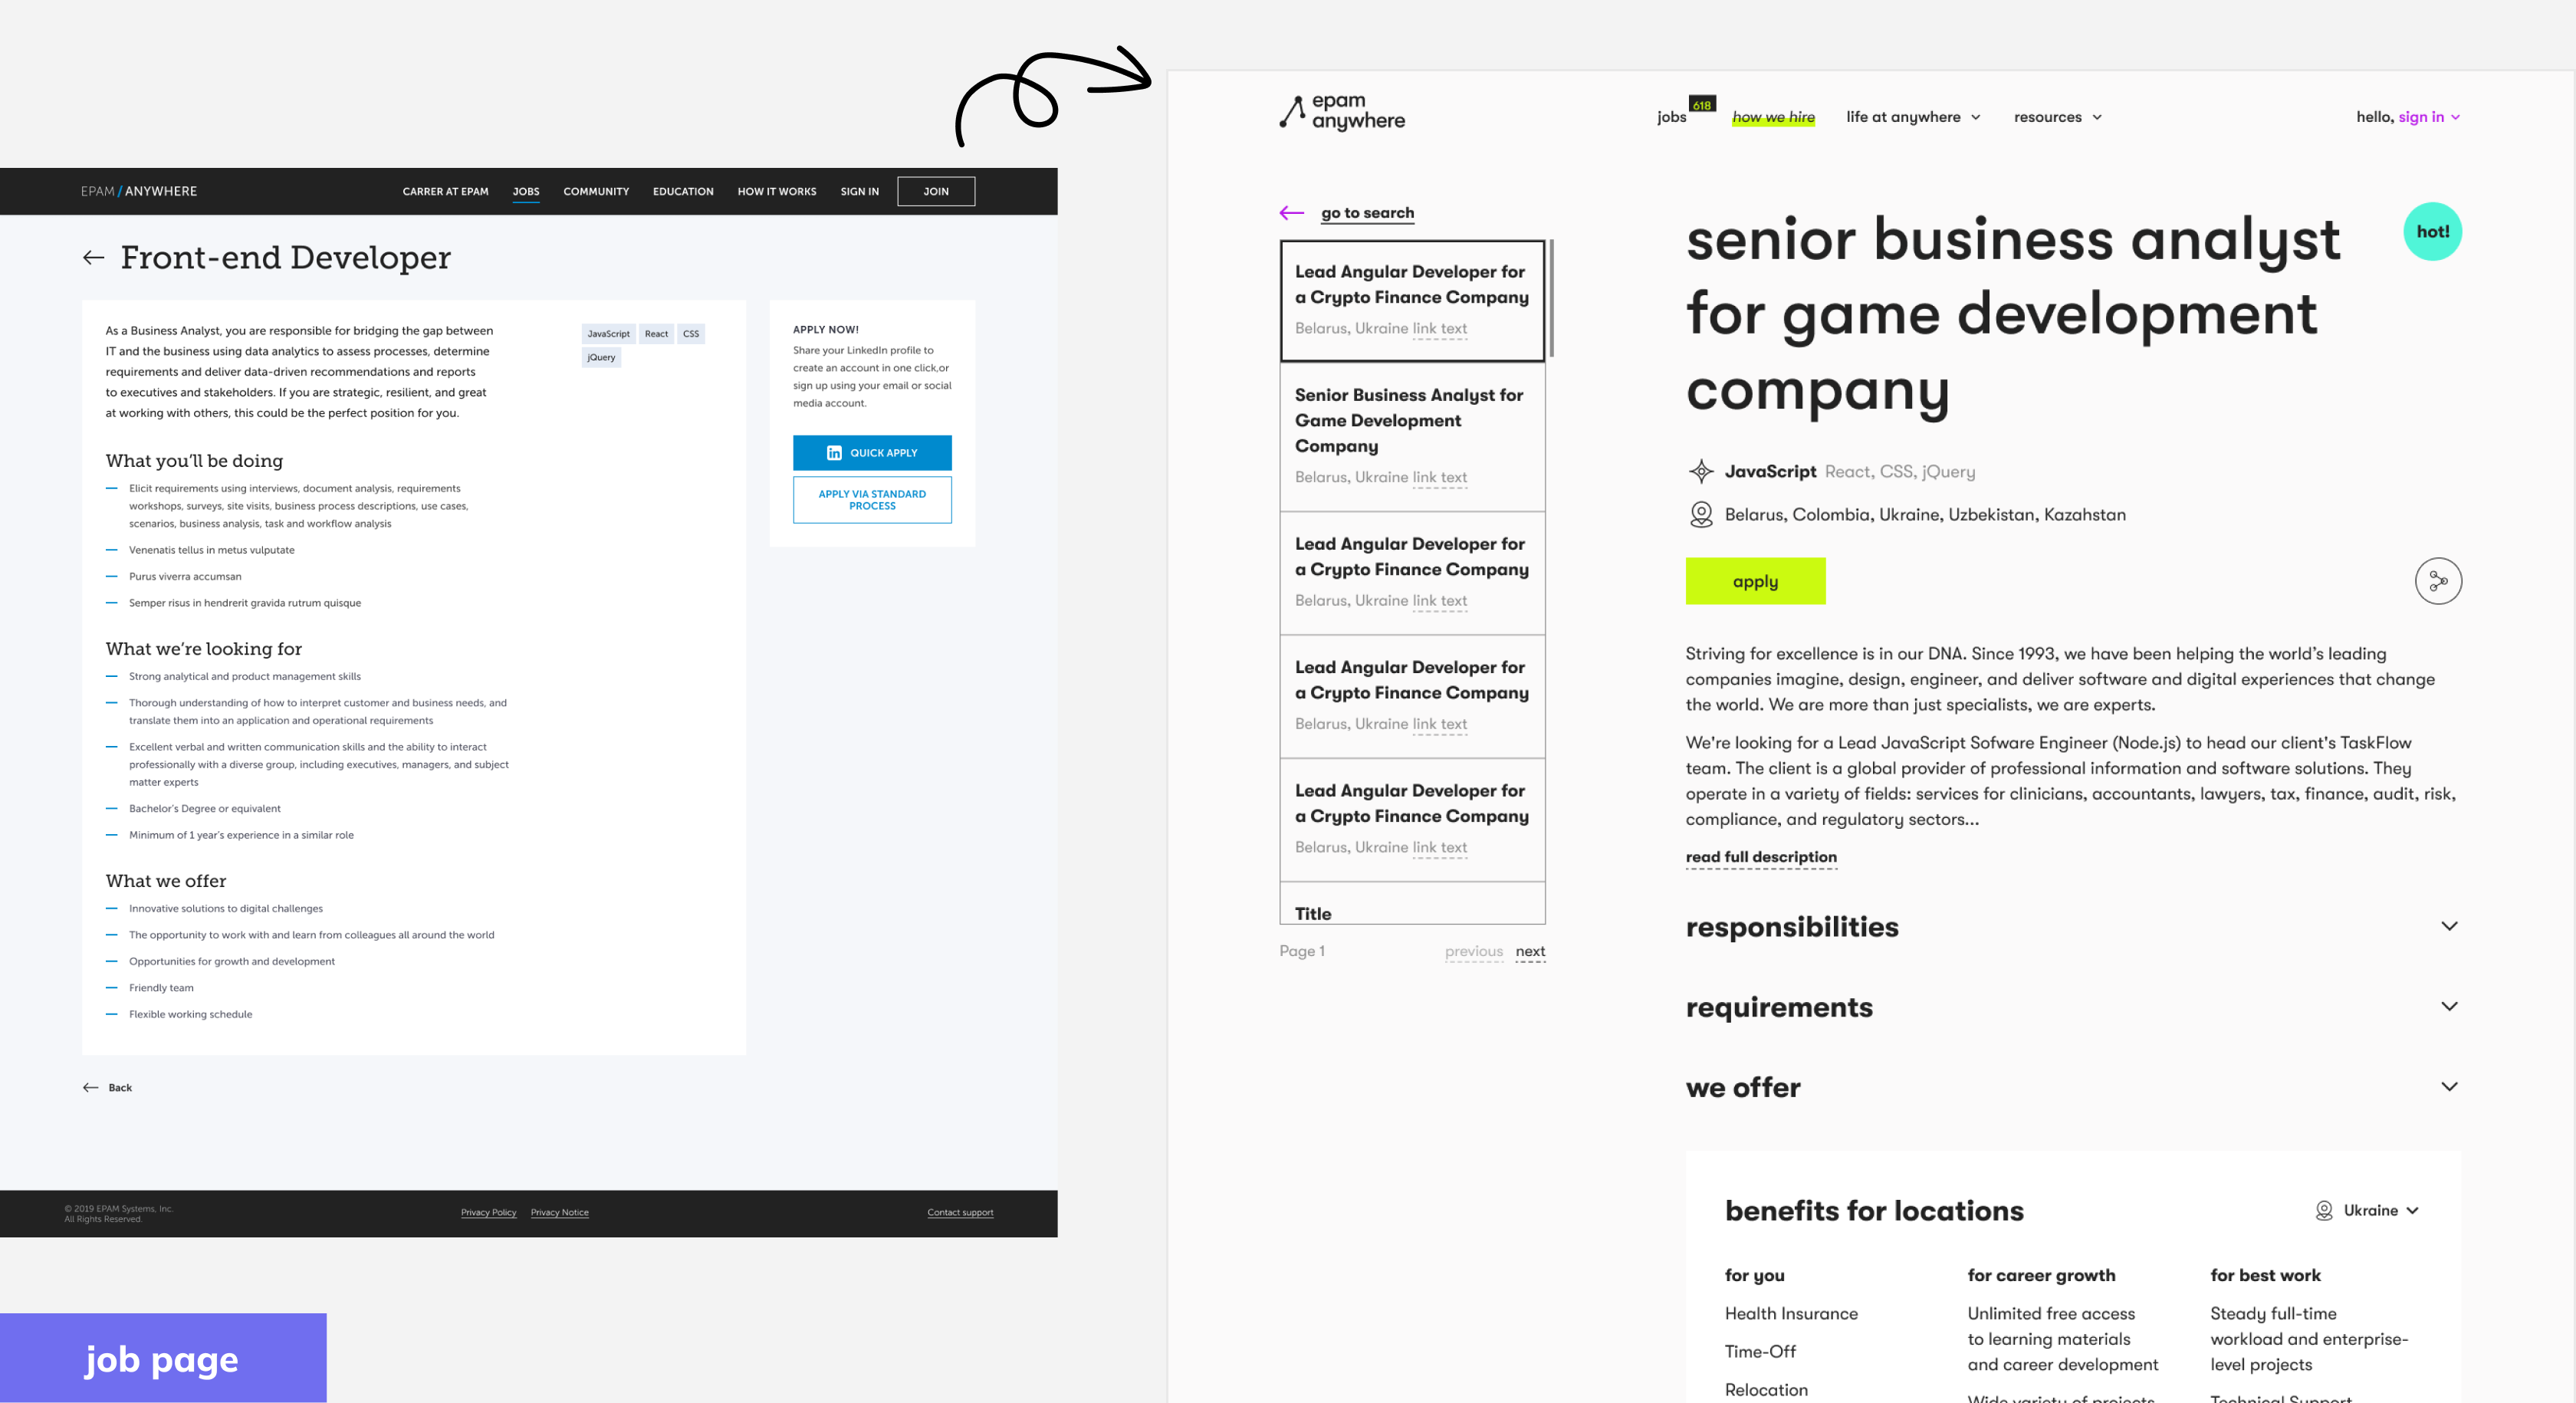 EPAM / ANYWHERE
CARRER AT EPAM
JOBS
COMMUNITY
EDUCATION
HOW IT WORKS
SIGN IN
JOIN
Front-end Developer
As a Business Analyst, you are responsible for bridging the gap between
IT and the business using data analytics to assess processes, determine
requirements and deliver data-driven recommendations and reports
to executives and stakeholders. If you are strategic, resilient, and great
at working with others, this could be the perfect position for you.
JavaScript
React
CSS
jQuery
What you’ll be doing
Elicit requirements using interviews, document analysis, requirements
workshops, surveys, site visits, business process descriptions, use cases,
scenarios, business analysis, task and workflow analysis
Venenatis tellus in metus vulputate
Purus viverra accumsan
Semper risus in hendrerit gravida rutrum quisque
What we’re looking for
Strong analytical and product management skills
Thorough understanding of how to interpret customer and business needs, and
translate them into an application and operational requirements
Excellent verbal and written communication skills and the ability to interact
professionally with a diverse group, including executives, managers, and subject
matter experts
Bachelor’s Degree or equivalent
Minimum of 1 year’s experience in a similar role
What we offer
Innovative solutions to digital challenges
The opportunity to work with and learn from colleagues all around the world
Opportunities for growth and development
Friendly team
Flexible working schedule
APPLY NOW!
Share your LinkedIn profile to
create an account in one click,or
sign up using your email or social
media account.
in QUICK APPLY
APPLY VIA STANDARD
PROCESS
Back
© 2019 EPAM Systems, Inc.
All Rights Reserved.
Privacy Policy
Privacy Notice
Contact support
job page
epam
anywhere
jobs
618
how we hire
life at anywhere
resources
hello, sign in
go to search
Lead Angular Developer for
a Crypto Finance Company
Belarus, Ukraine link text
Senior Business Analyst for
Game Development
Company
Belarus, Ukraine link text
Lead Angular Developer for
a Crypto Finance Company
Belarus, Ukraine link text
Lead Angular Developer for
a Crypto Finance Company
Belarus, Ukraine link text
Lead Angular Developer for
a Crypto Finance Company
Belarus, Ukraine link text
Title
Page 1
previous
next
senior business analyst
for game development
company
hot!
JavaScript React, CSS, jQuery
Belarus, Colombia, Ukraine, Uzbekistan, Kazahstan
apply
Striving for excellence is in our DNA. Since 1993, we have been helping the world’s leading
companies imagine, design, engineer, and deliver software and digital experiences that change
the world. We are more than just specialists, we are experts.
We're looking for a Lead JavaScript Sofware Engineer (Node.js) to head our client's TaskFlow
team. The client is a global provider of professional information and software solutions. They
operate in a variety of fields: services for clinicians, accountants, lawyers, tax, finance, audit, risk,
compliance, and regulatory sectors...
read full description
responsibilities
requirements
we offer
benefits for locations
Ukraine
for you
Health Insurance
Time-Off
Relocation
for career growth
Unlimited free access
to learning materials
and career development
Wide variety of projects
for best work
Steady full-time
workload and enterprise-
level projects
Technical Support